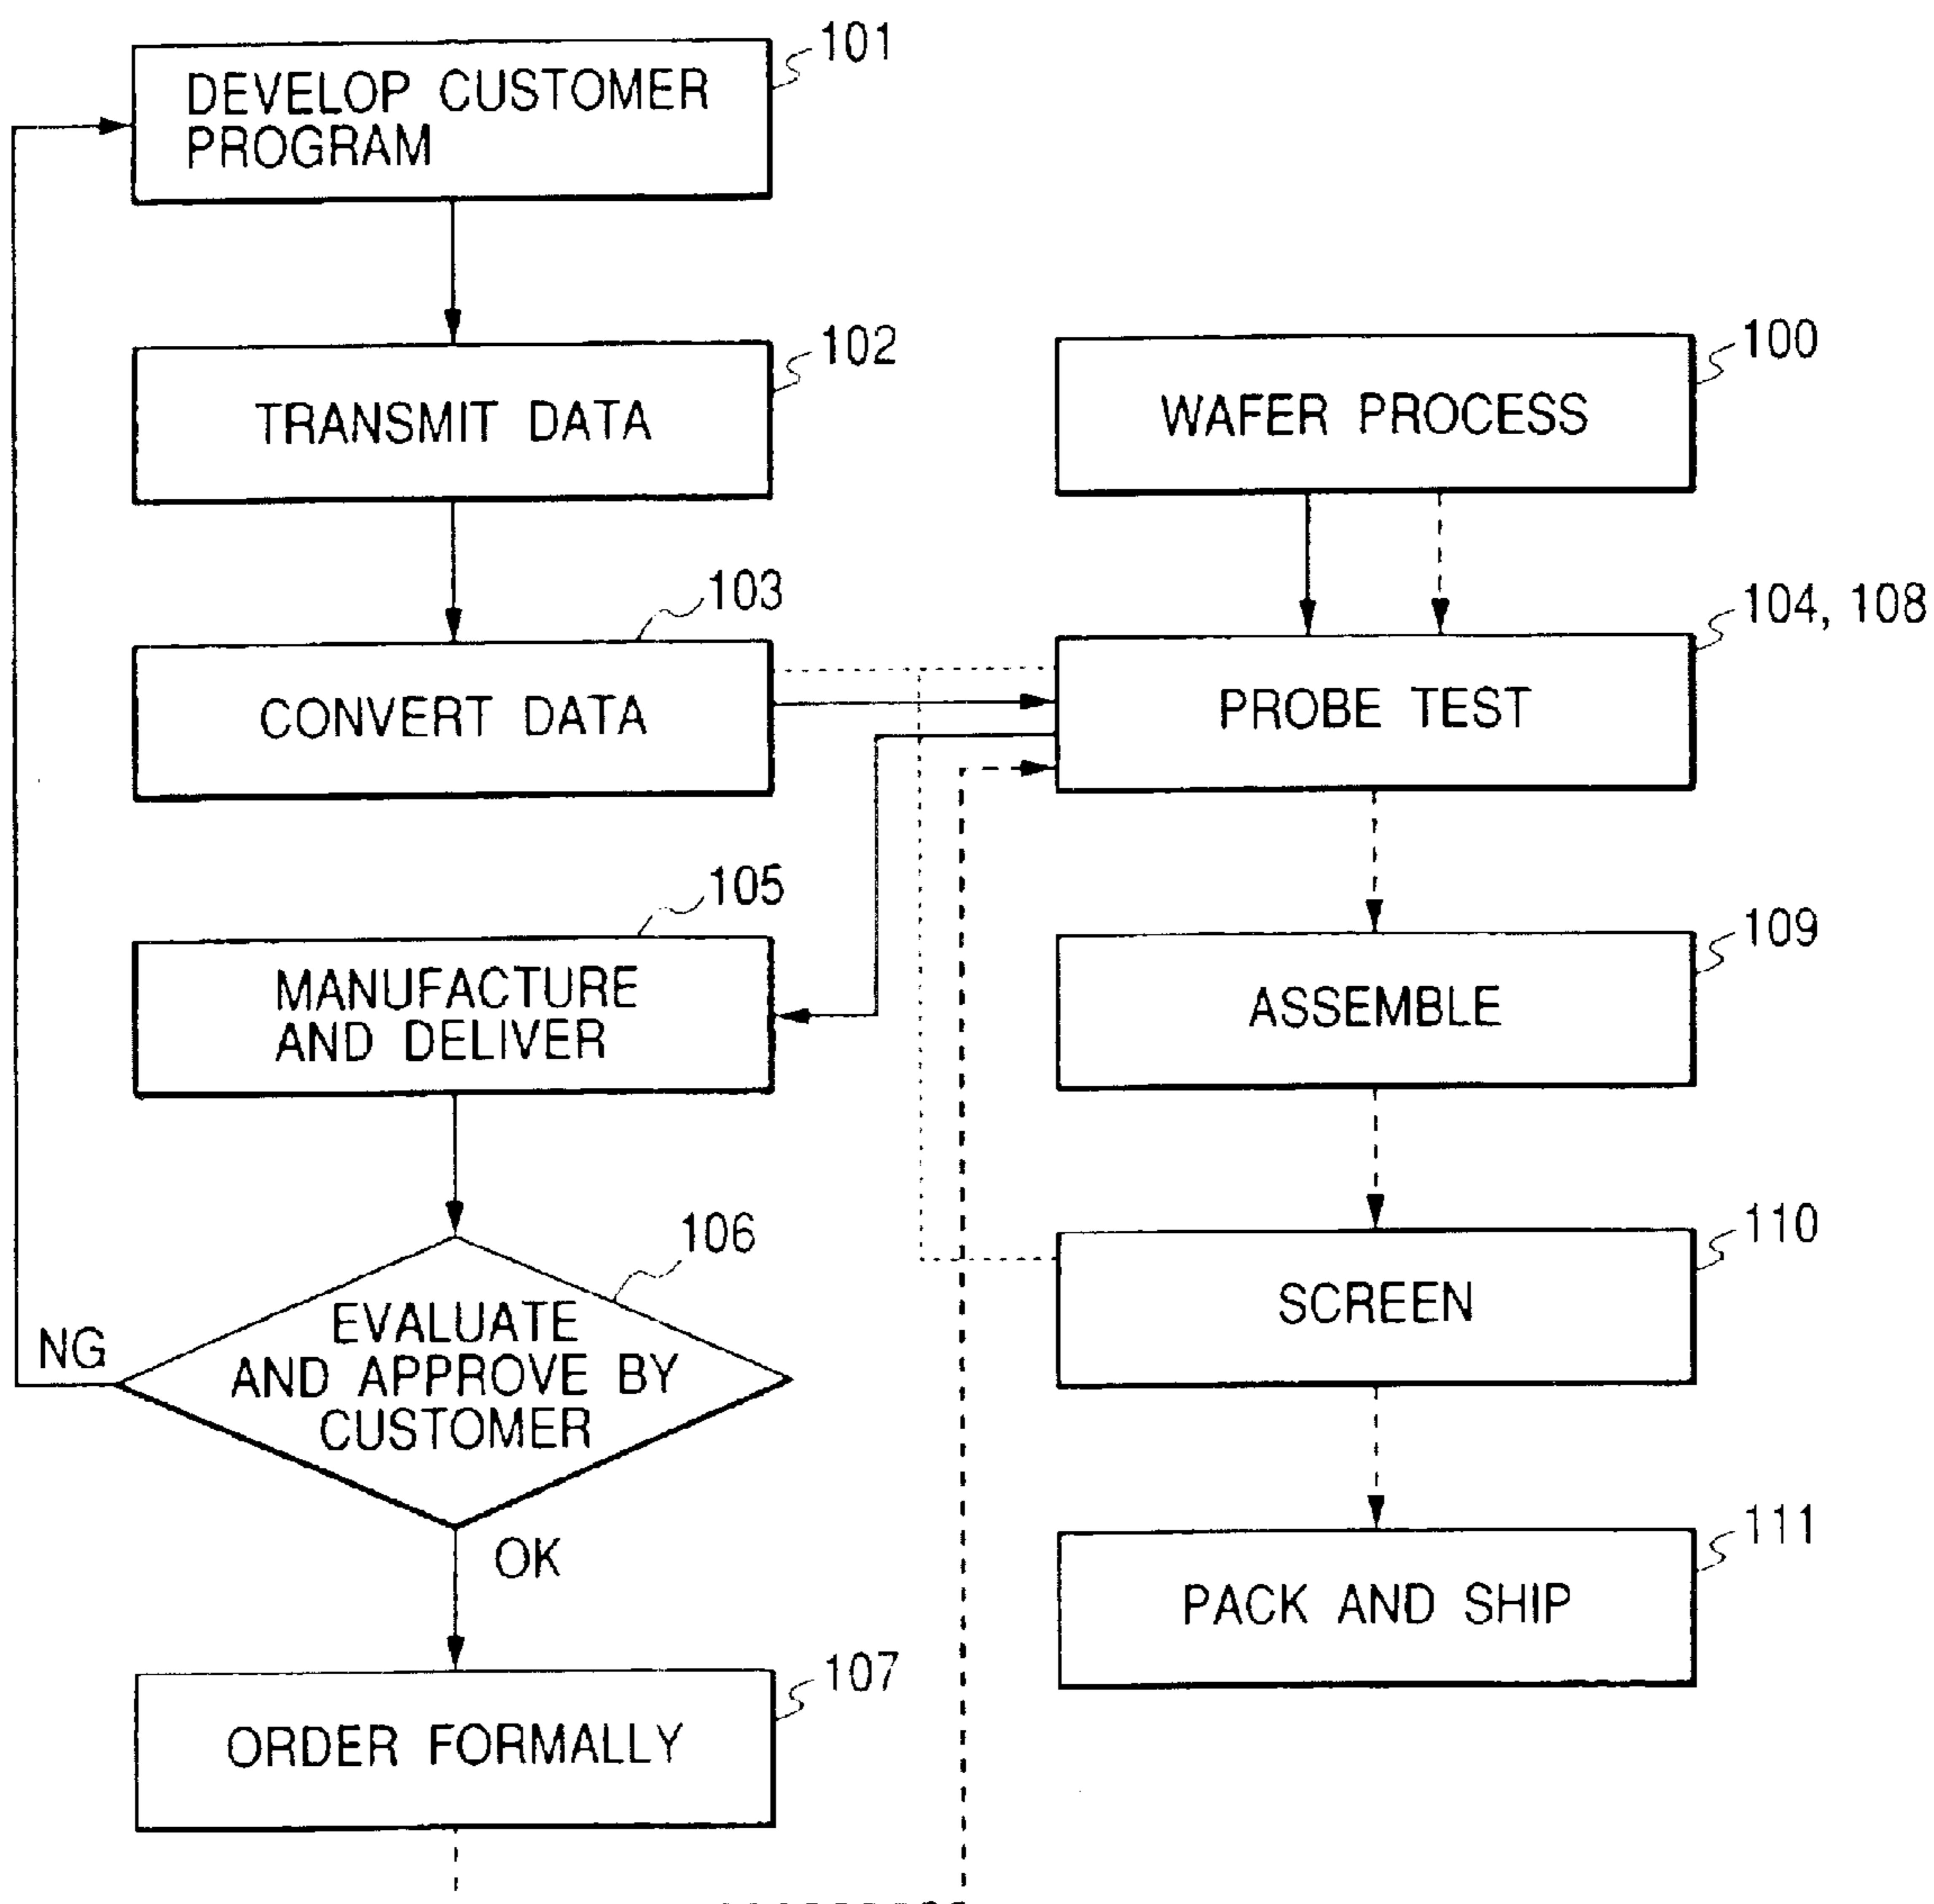 101
DEVELOP CUSTOMER
PROGRAM
102
TRANSMIT DATA
100
WAFER PROCESS
103
CONVERT DATA
104, 108
PROBE TEST
105
MANUFACTURE
AND DELIVER
109
ASSEMBLE
106
EVALUATE
AND APPROVE BY
CUSTOMER
NG
OK
110
SCREEN
111
PACK AND SHIP
107
ORDER FORMALLY